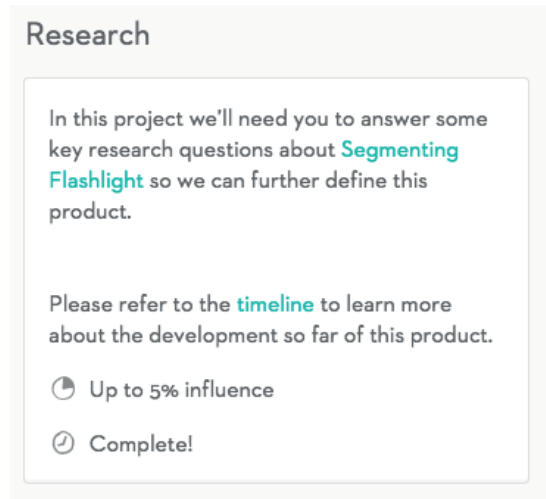 Research
In this project we'll need you to answer some
key research questions about Segmenting
Flashlight so we can further define this
product.
Please refer to the timeline to learn more
about the development so far of this product.
Up to 5% influence
Complete!